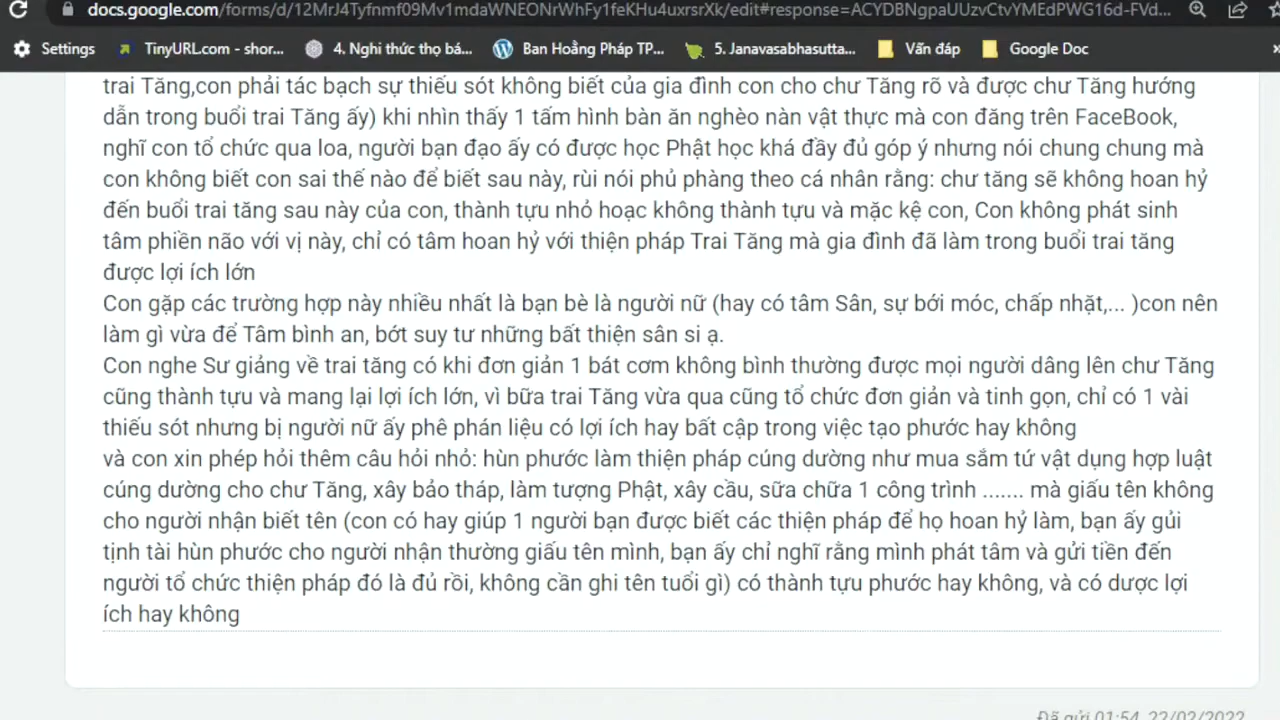 docs.google.com/forms/d/12MrJ4Tyfnmf09Mv1mdaWNEONrWhFy1feKHu4uxrsrXk/edit#response=ACYDBNgpaUUzvCtvYMEdPWG16d-FVd...
Settings TinyURL.com - shor... 4. Nghi thức thọ bá... Ban Hoằng Pháp TP... 5. Janavasabhasutta... Vấn đáp Google Doc
trai Tăng,con phải tác bạch sự thiếu sót không biết của gia đình con cho chư Tăng rõ và được chư Tăng hướng
dẫn trong buổi trai Tăng ấy) khi nhìn thấy 1 tấm hình bàn ăn nghèo nàn vật thực mà con đăng trên FaceBook,
nghĩ con tổ chức qua loa, người bạn đạo ấy có được học Phật học khá đầy đủ góp ý nhưng nói chung chung mà
con không biết con sai thế nào để biết sau này, rùi nói phủ phàng theo cá nhân rằng: chư tăng sẽ không hoan hỷ
đến buổi trai tăng sau này của con, thành tựu nhỏ hoạc không thành tựu và mặc kệ con, Con không phát sinh
tâm phiền não với vị này, chỉ có tâm hoan hỷ với thiện pháp Trai Tăng mà gia đình đã làm trong buổi trai tăng
được lợi ích lớn
Con gặp các trường hợp này nhiều nhất là bạn bè là người nữ (hay có tâm Sân, sự bới móc, chấp nhặt,... )con nên
làm gì vừa để Tâm bình an, bớt suy tư những bất thiện sân si ạ.
Con nghe Sư giảng về trai tăng có khi đơn giản 1 bát cơm không bình thường được mọi người dâng lên chư Tăng
cũng thành tựu và mang lại lợi ích lớn, vì bữa trai Tăng vừa qua cũng tổ chức đơn giản và tinh gọn, chỉ có 1 vài
thiếu sót nhưng bị người nữ ấy phê phán liệu có lợi ích hay bất cập trong việc tạo phước hay không
và con xin phép hỏi thêm câu hỏi nhỏ: hùn phước làm thiện pháp cúng dường như mua sắm tứ vật dụng hợp luật
cúng dường cho chư Tăng, xây bảo tháp, làm tượng Phật, xây cầu, sữa chữa 1 công trình ....... mà giấu tên không
cho người nhận biết tên (con có hay giúp 1 người bạn được biết các thiện pháp để họ hoan hỷ làm, bạn ấy gủi
tịnh tài hùn phước cho người nhận thường giấu tên mình, bạn ấy chỉ nghĩ rằng mình phát tâm và gửi tiền đến
người tổ chức thiện pháp đó là đủ rồi, không cần ghi tên tuổi gì) có thành tựu phước hay không, và có dược lợi
ích hay không
Đã gửi 01:54, 22/02/2022